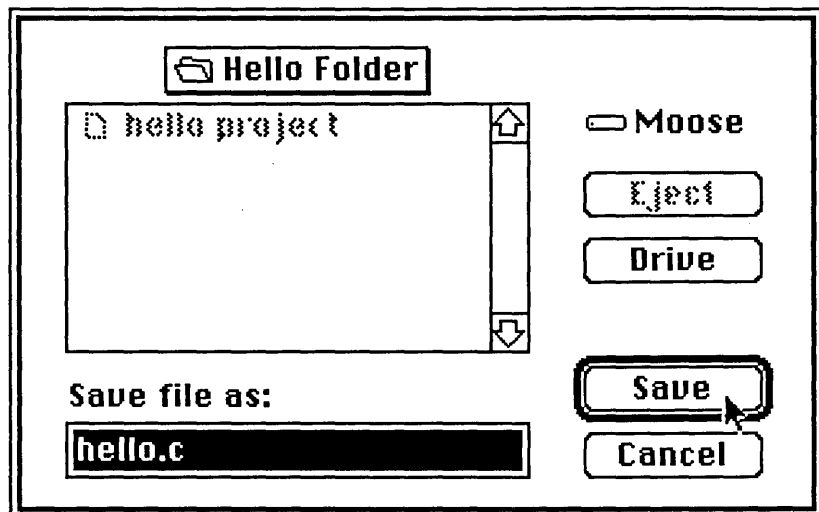 Hello Folder
hello project
Moose
Eject
Drive
Save file as:
hello.c
Save
Cancel